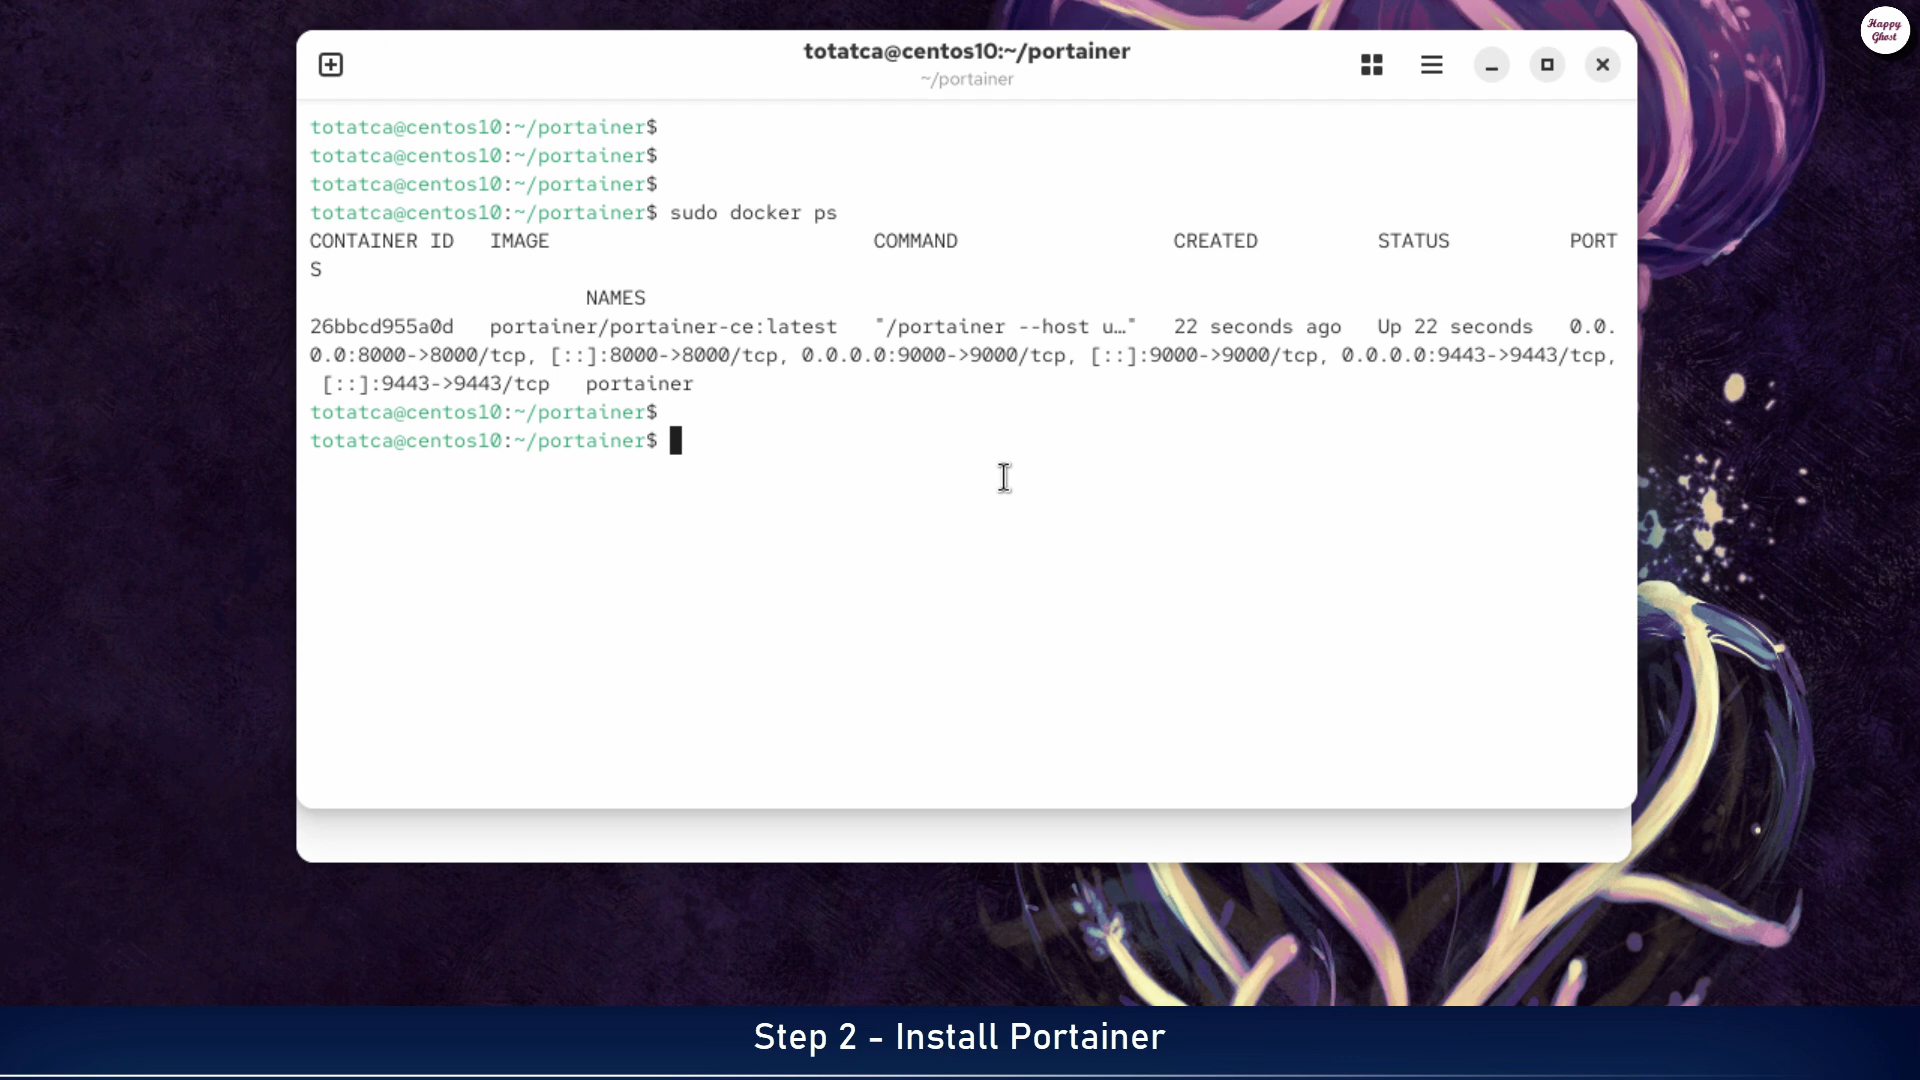 Happy
Ghost
totatca@centos10:~/portainer
~/portainer
totatca@centos10:~/portainer$
totatca@centos10:~/portainer$
totatca@centos10:~/portainer$
totatca@centos10:~/portainer$ sudo docker ps
CONTAINER ID   IMAGE                           COMMAND                  CREATED          STATUS          PORT
S
                       NAMES
26bbcd955a0d   portainer/portainer-ce:latest   "/portainer --host u…"   22 seconds ago   Up 22 seconds   0.0.
0.0:8000->8000/tcp, [::]:8000->8000/tcp, 0.0.0.0:9000->9000/tcp, [::]:9000->9000/tcp, 0.0.0.0:9443->9443/tcp,
 [::]:9443->9443/tcp   portainer
totatca@centos10:~/portainer$
totatca@centos10:~/portainer$
Step 2 - Install Portainer